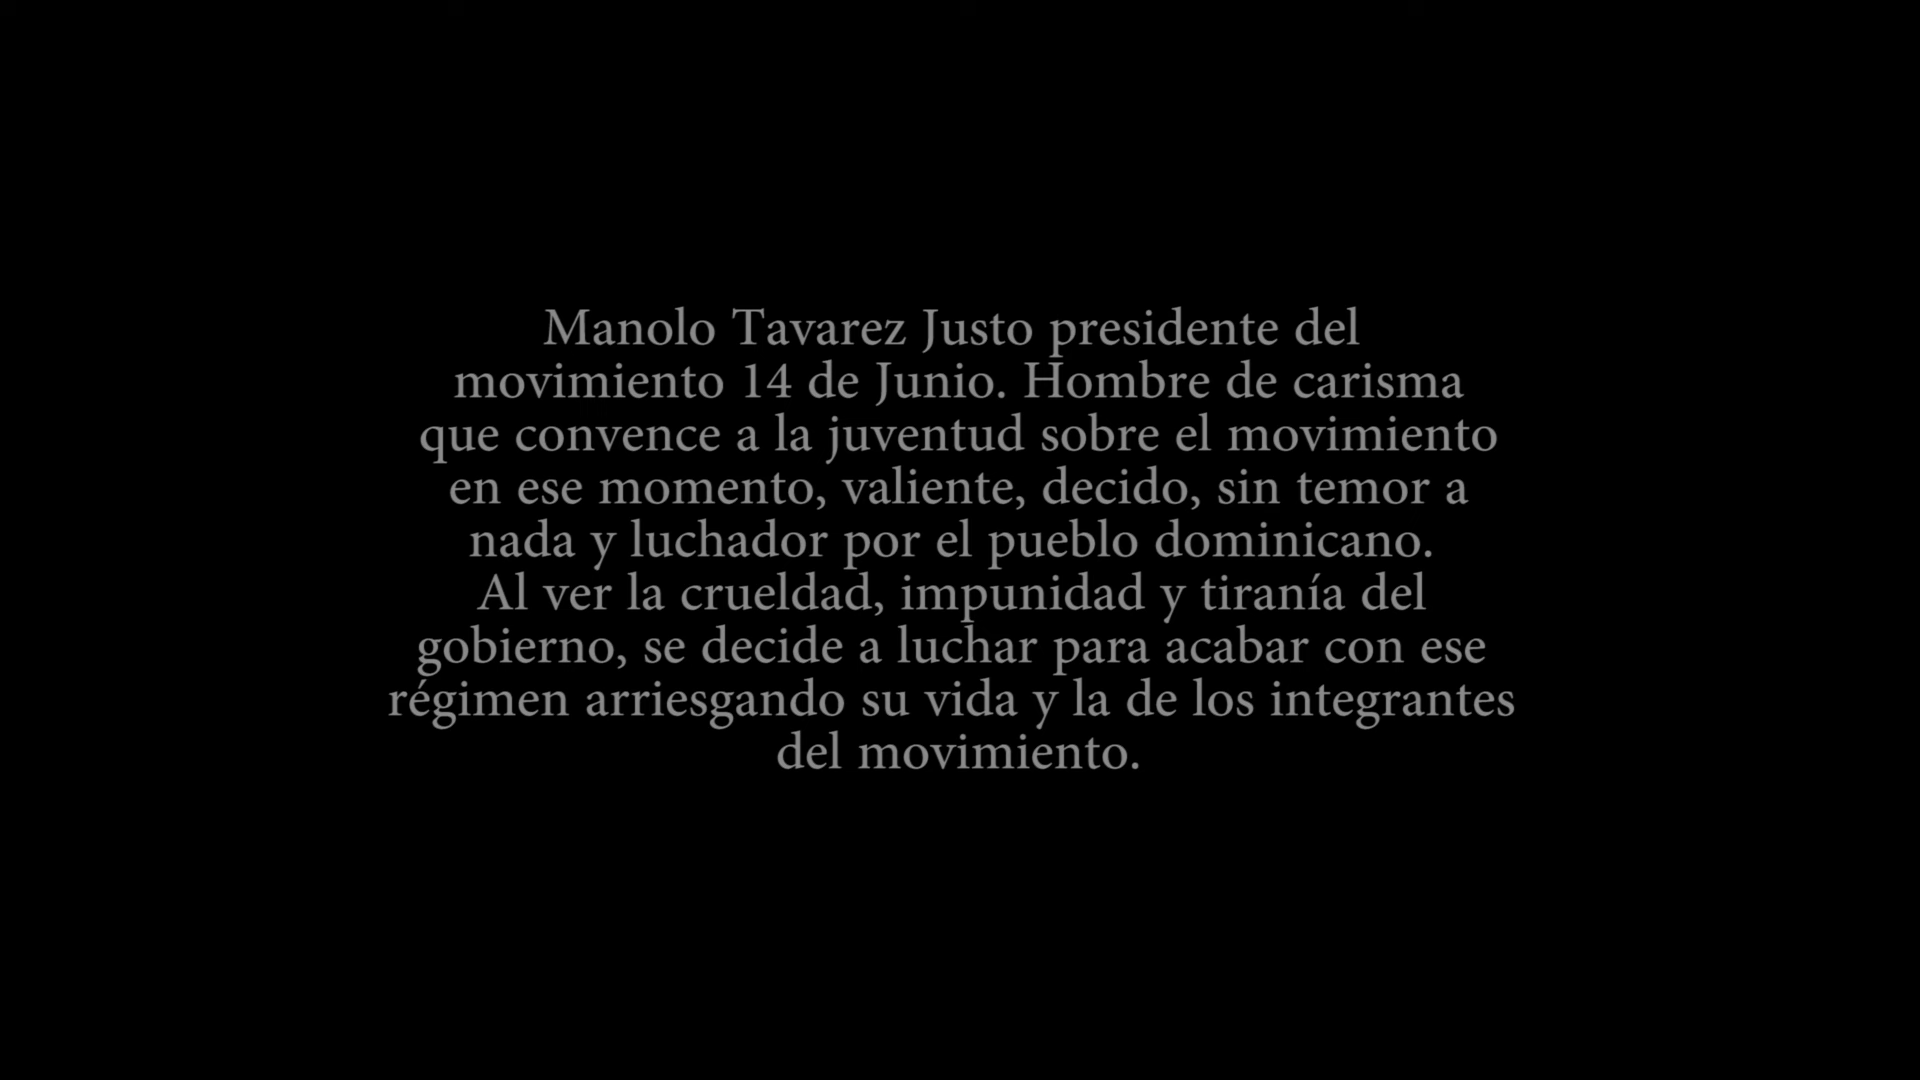 Manolo Tavarez Justo presidente del
movimiento 14 de Junio. Hombre de carisma
que convence a la juventud sobre el movimiento
en ese momento, valiente, decido, sin temor a
nada y luchador por el pueblo dominicano.
Al ver la crueldad, impunidad y tiranía del
gobierno, se decide a luchar para acabar con ese
régimen arriesgando su vida y la de los integrantes
del movimiento.